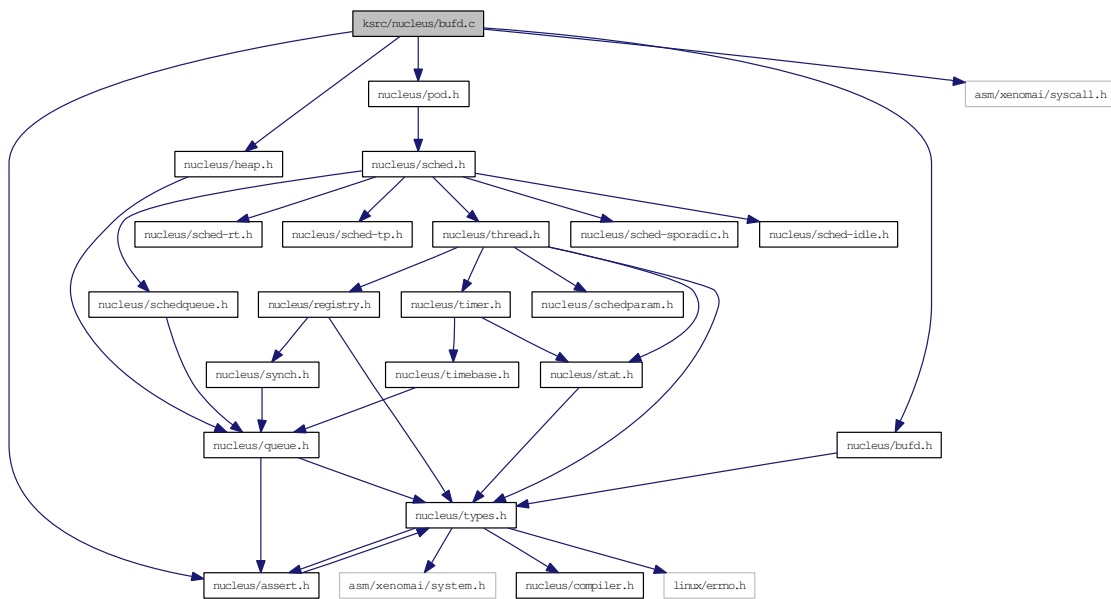 ksrc/nucleus/bufd.c
nucleus/pod.h
asm/xenomai/syscall.h
nucleus/heap.h
nucleus/sched.h
nucleus/sched-rt.h
nucleus/sched-tp.h
nucleus/thread.h
nucleus/sched-sporadic.h
nucleus/sched-idle.h
nucleus/schedqueue.h
nucleus/registry.h
nucleus/timer.h
nucleus/schedparam.h
nucleus/synch.h
nucleus/timebase.h
nucleus/stat.h
nucleus/queue.h
nucleus/bufd.h
nucleus/types.h
nucleus/assert.h
asm/xenomai/system.h
nucleus/compiler.h
linux/errno.h